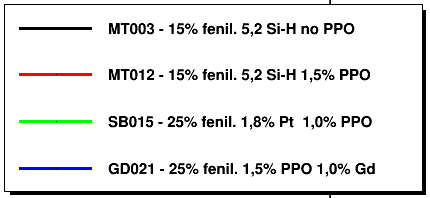 MT003 - 15% fenil. 5,2 Si-H no PPO
MT012 - 15% fenil. 5,2 Si-H 1,5% PPO
SB015 - 25% fenil. 1,8% Pt 1,0% PPO
GD021 - 25% fenil. 1,5% PPO 1,0% Gd